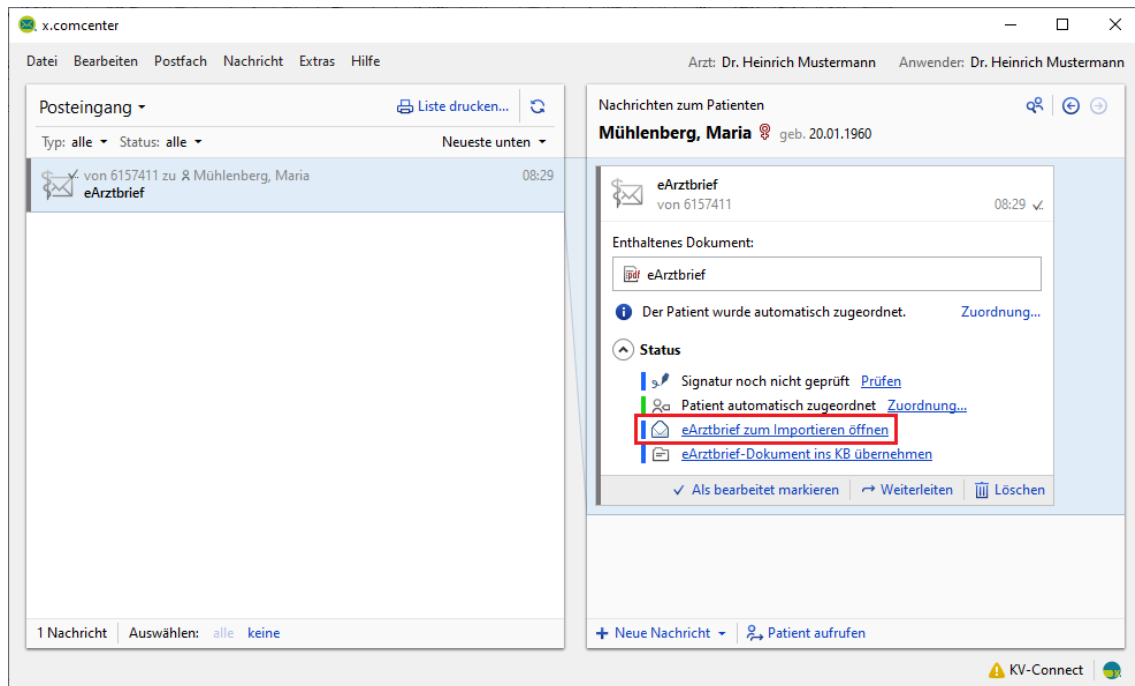 x.comcenter
Datei Bearbeiten Postfach Nachricht Extras Hilfe
Arzt: Dr. Heinrich Mustermann Anwender: Dr. Heinrich Mustermann
Posteingang
Liste drucken...
Typ: alle Status: alle
Neueste unten
von 6157411 zu Mühlenberg, Maria 08:29
eArztbrief
1 Nachricht Auswählen: alle keine
Nachrichten zum Patienten
Mühlenberg, Maria geb. 20.01.1960
eArztbrief
von 6157411 08:29
Enthaltenes Dokument:
pdf eArztbrief
Der Patient wurde automatisch zugeordnet. Zuordnung...
Status
Signatur noch nicht geprüft Prüfen
Patient automatisch zugeordnet Zuordnung...
eArztbrief zum Importieren öffnen
eArztbrief-Dokument ins KB übernehmen
Als bearbeitet markieren Weiterleiten Löschen
+ Neue Nachricht Patient aufrufen
KV-Connect